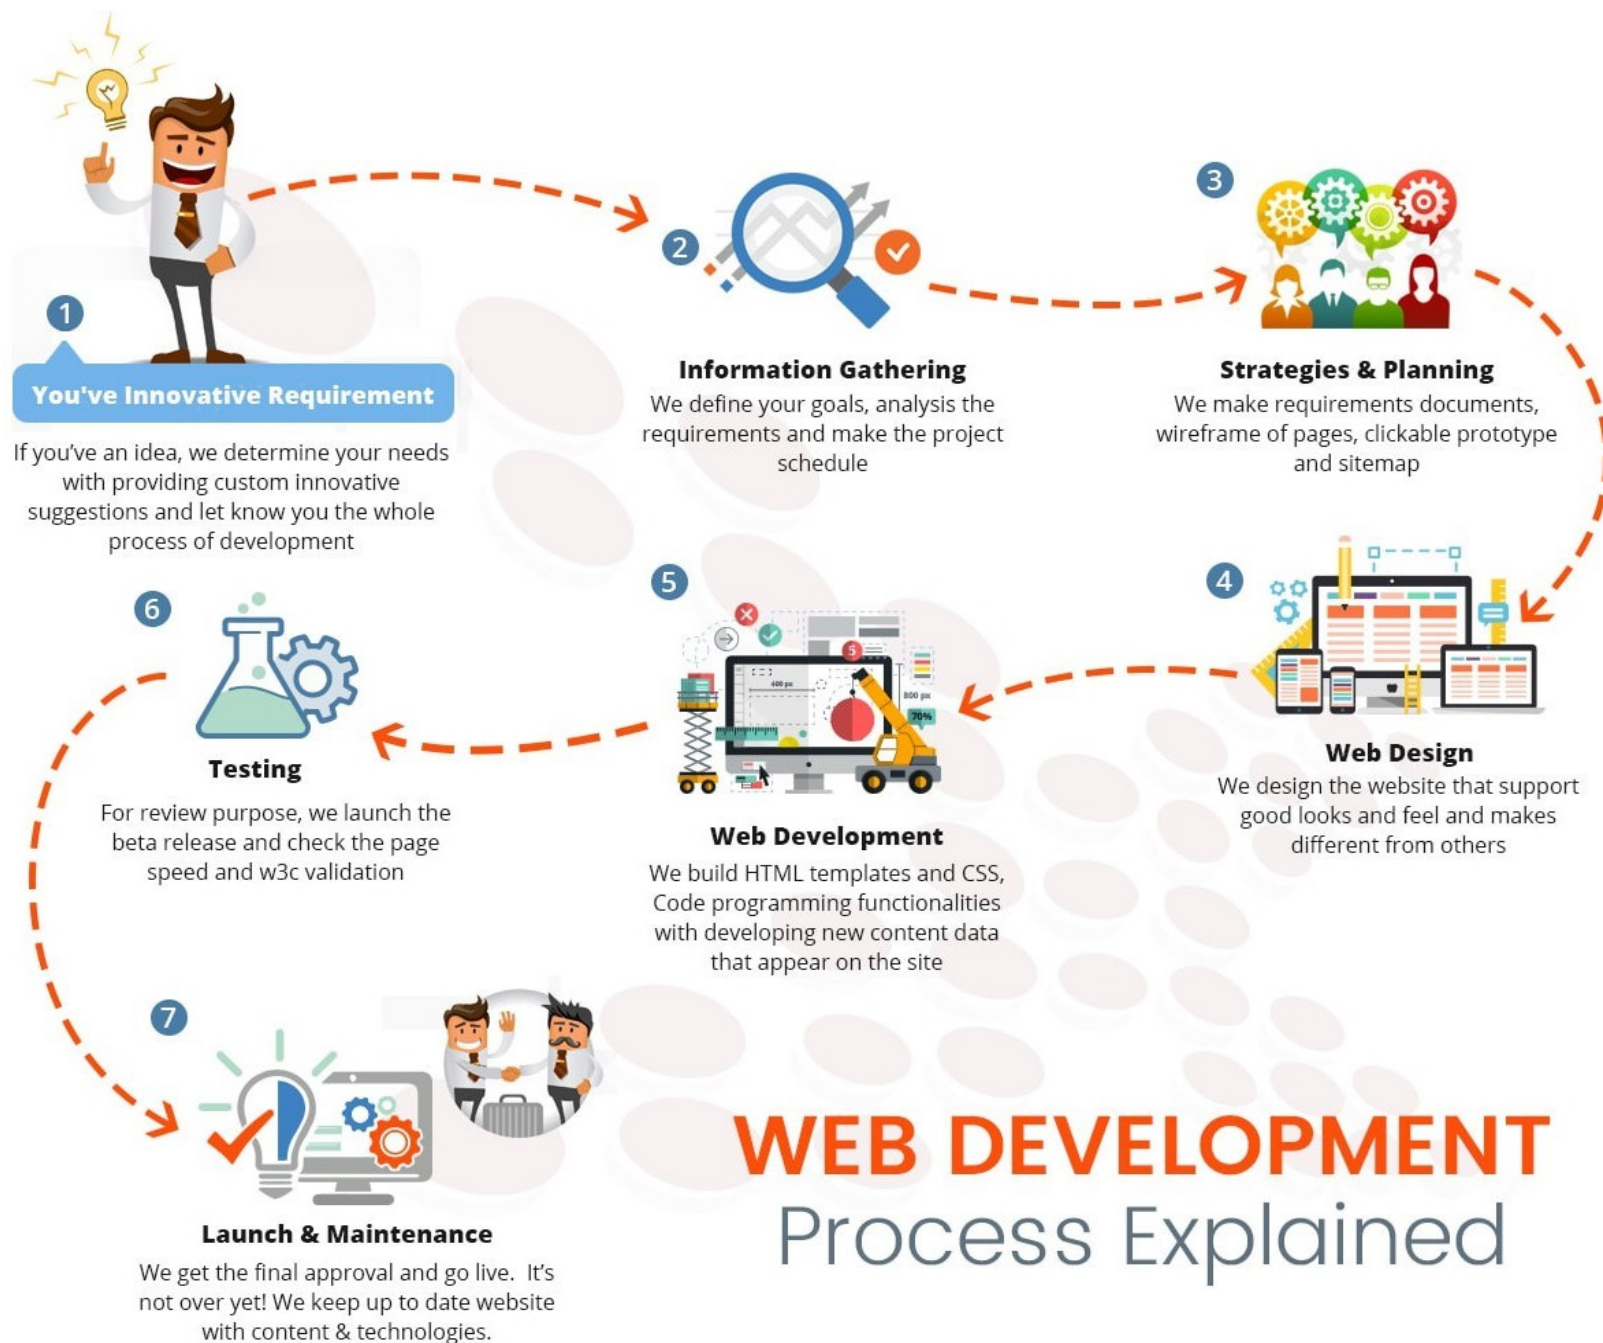 1
You've Innovative Requirement
If you've an idea, we determine your needs
with providing custom innovative
suggestions and let know you the whole
process of development
2
Information Gathering
We define your goals, analysis the
requirements and make the project
schedule
3
Strategies & Planning
We make requirements documents,
wireframe of pages, clickable prototype
and sitemap
4
Web Design
We design the website that support
good looks and feel and makes
different from others
5
$
400 px
800 px
70%
Web Development
We build HTML templates and CSS,
Code programming functionalities
with developing new content data
that appear on the site
6
Testing
For review purpose, we launch the
beta release and check the page
speed and w3c validation
7
Launch & Maintenance
We get the final approval and go live. It's
not over yet! We keep up to date website
with content & technologies.
WEB DEVELOPMENT
Process Explained